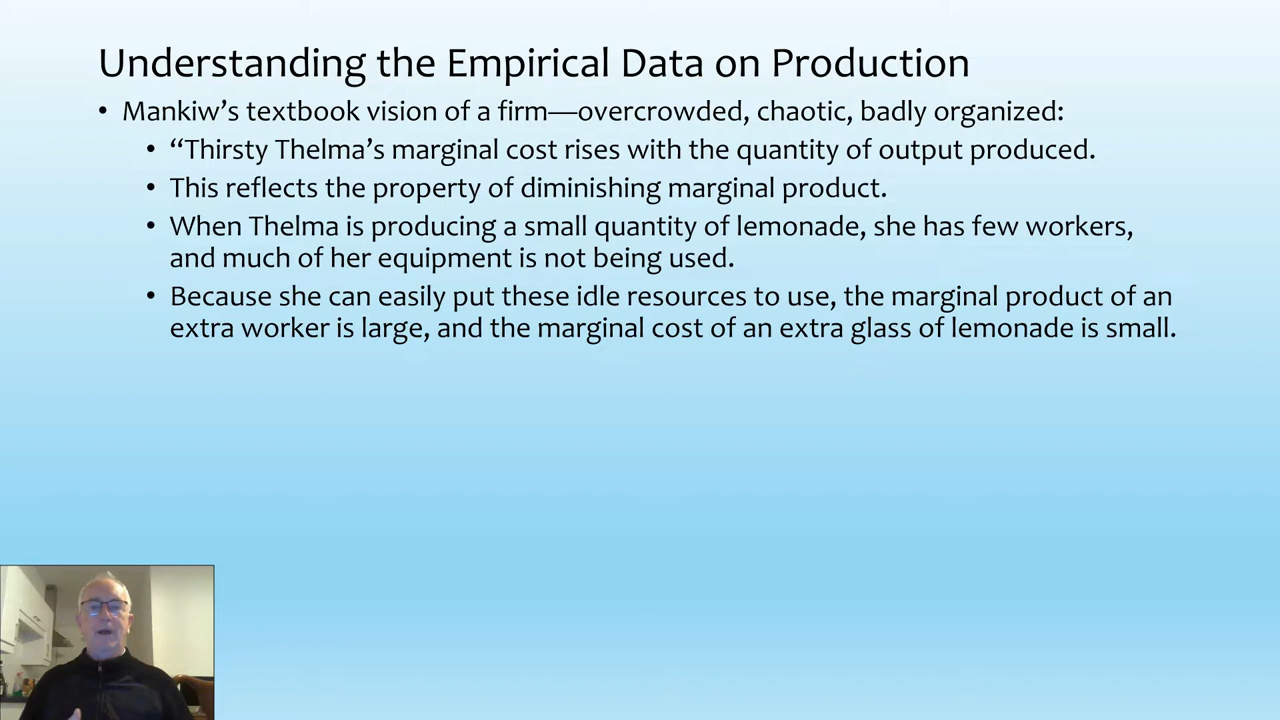 Understanding the Empirical Data on Production
• Mankiw’s textbook vision of a firm—overcrowded, chaotic, badly organized:
• “Thirsty Thelma’s marginal cost rises with the quantity of output produced.
• This reflects the property of diminishing marginal product.
• When Thelma is producing a small quantity of lemonade, she has few workers,
and much of her equipment is not being used.
• Because she can easily put these idle resources to use, the marginal product of an
extra worker is large, and the marginal cost of an extra glass of lemonade is small.